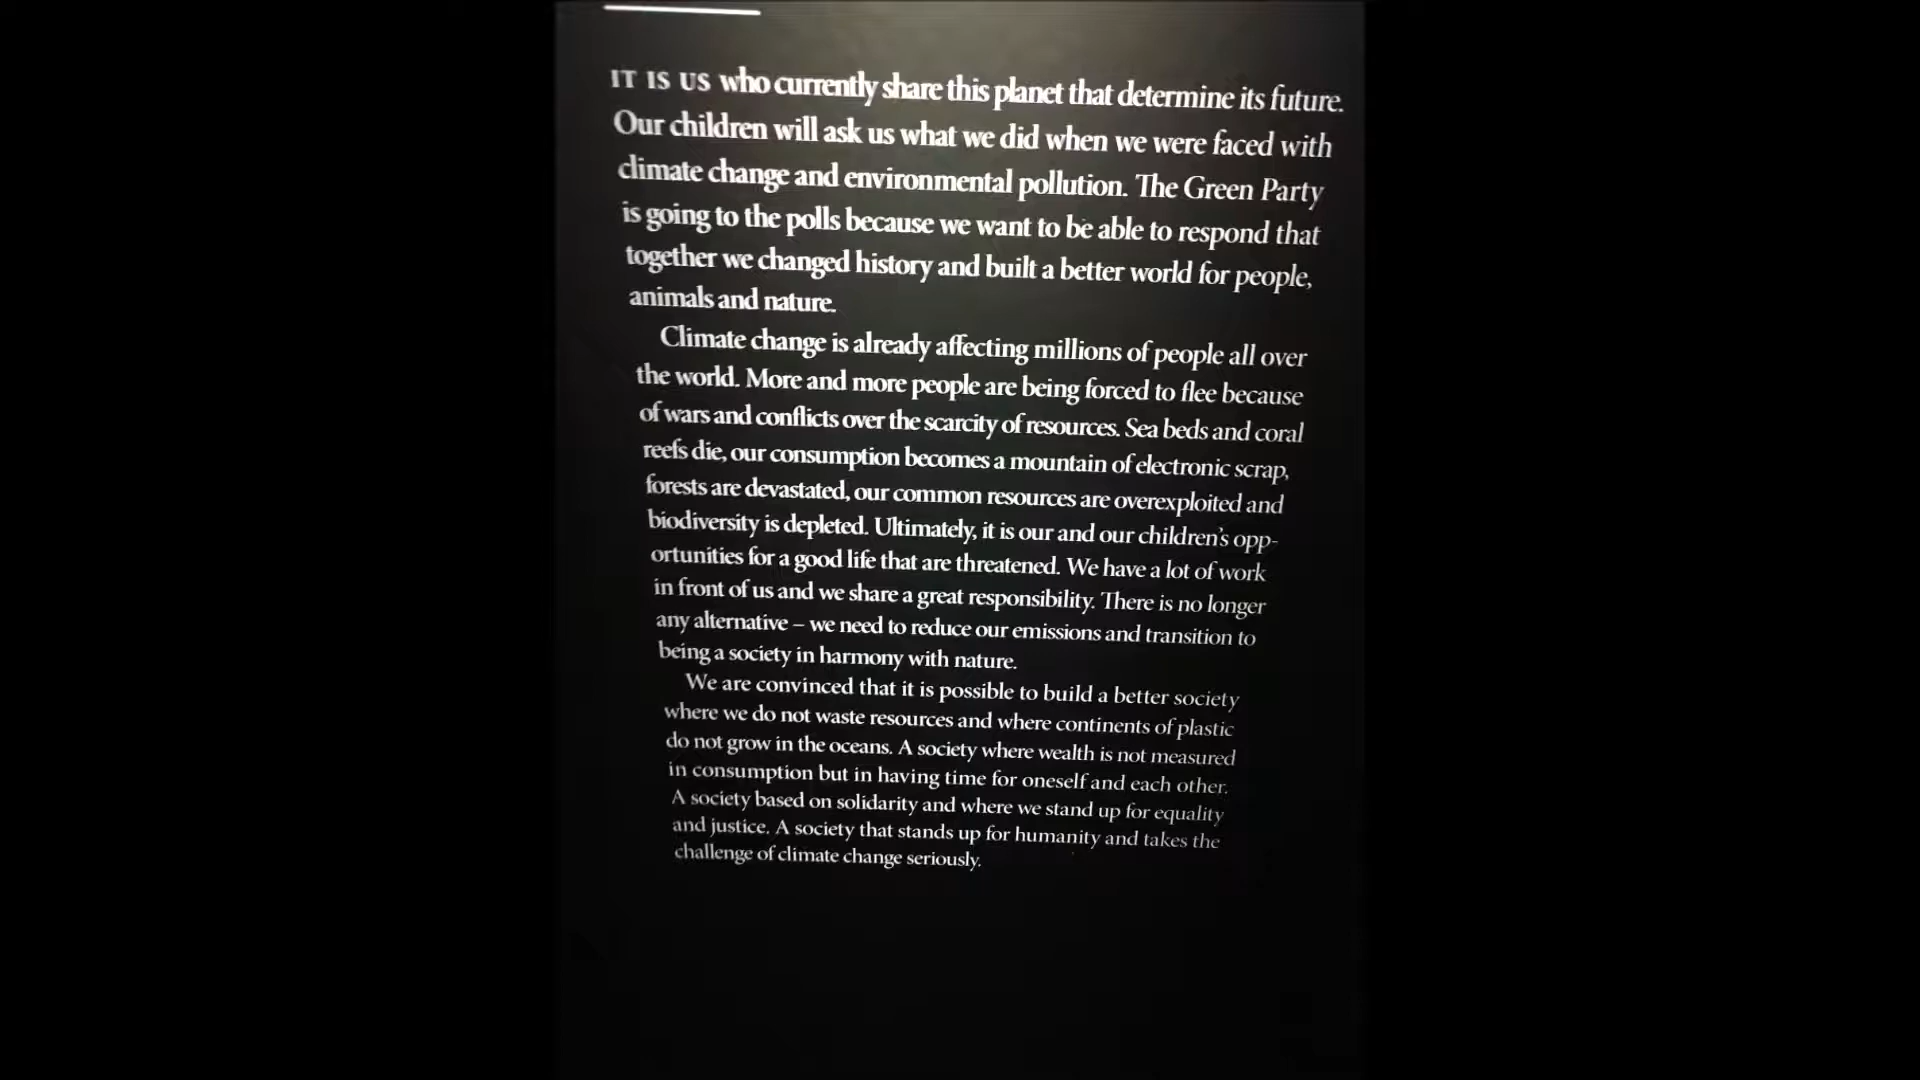 IT IS US who currently share this planet that determine its future.
Our children will ask us what we did when we were faced with
climate change and environmental pollution. The Green Party
is going to the polls because we want to be able to respond that
together we changed history and built a better world for people,
animals and nature.
Climate change is already affecting millions of people all over
the world. More and more people are being forced to flee because
of wars and conflicts over the scarcity of resources. Sea beds and coral
reefs die, our consumption becomes a mountain of electronic scrap,
forests are devastated, our common resources are overexploited and
biodiversity is depleted. Ultimately, it is our and our children's opp-
ortunities for a good life that are threatened. We have a lot of work
in front of us and we share a great responsibility. There is no longer
any alternative – we need to reduce our emissions and transition to
being a society in harmony with nature.
We are convinced that it is possible to build a better society
where we do not waste resources and where continents of plastic
do not grow in the oceans. A society where wealth is not measured
in consumption but in having time for oneself and each other.
A society based on solidarity and where we stand up for equality
and justice. A society that stands up for humanity and takes the
challenge of climate change seriously.